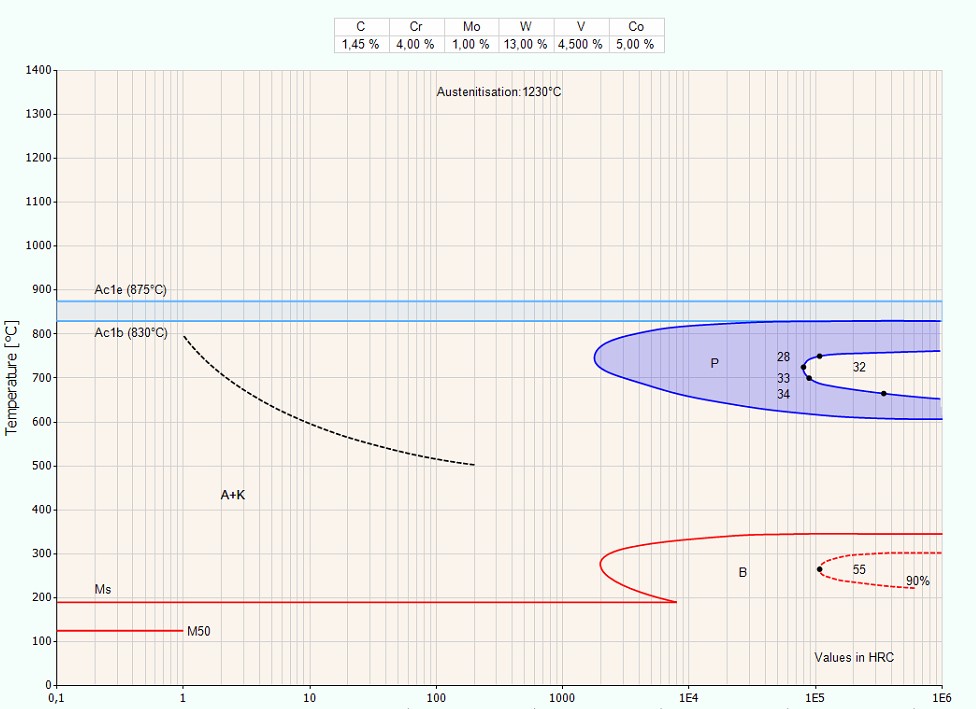 C Cr Mo W V Co
1,45 % 4,00 % 1,00 % 13,00 % 4,500 % 5,00 %
1400
Austenitisation:1230°C
1300
1200
1100
1000
900
Ac1e (875°C)
800
Ac1b (830°C)
700
P
28
33
34
32
600
500
A+K
400
300
B
55
90%
200
Ms
M50
100
Values in HRC
0
Temperature [°C]
0,1 1 10 100 1000 1E4 1E5 1E6